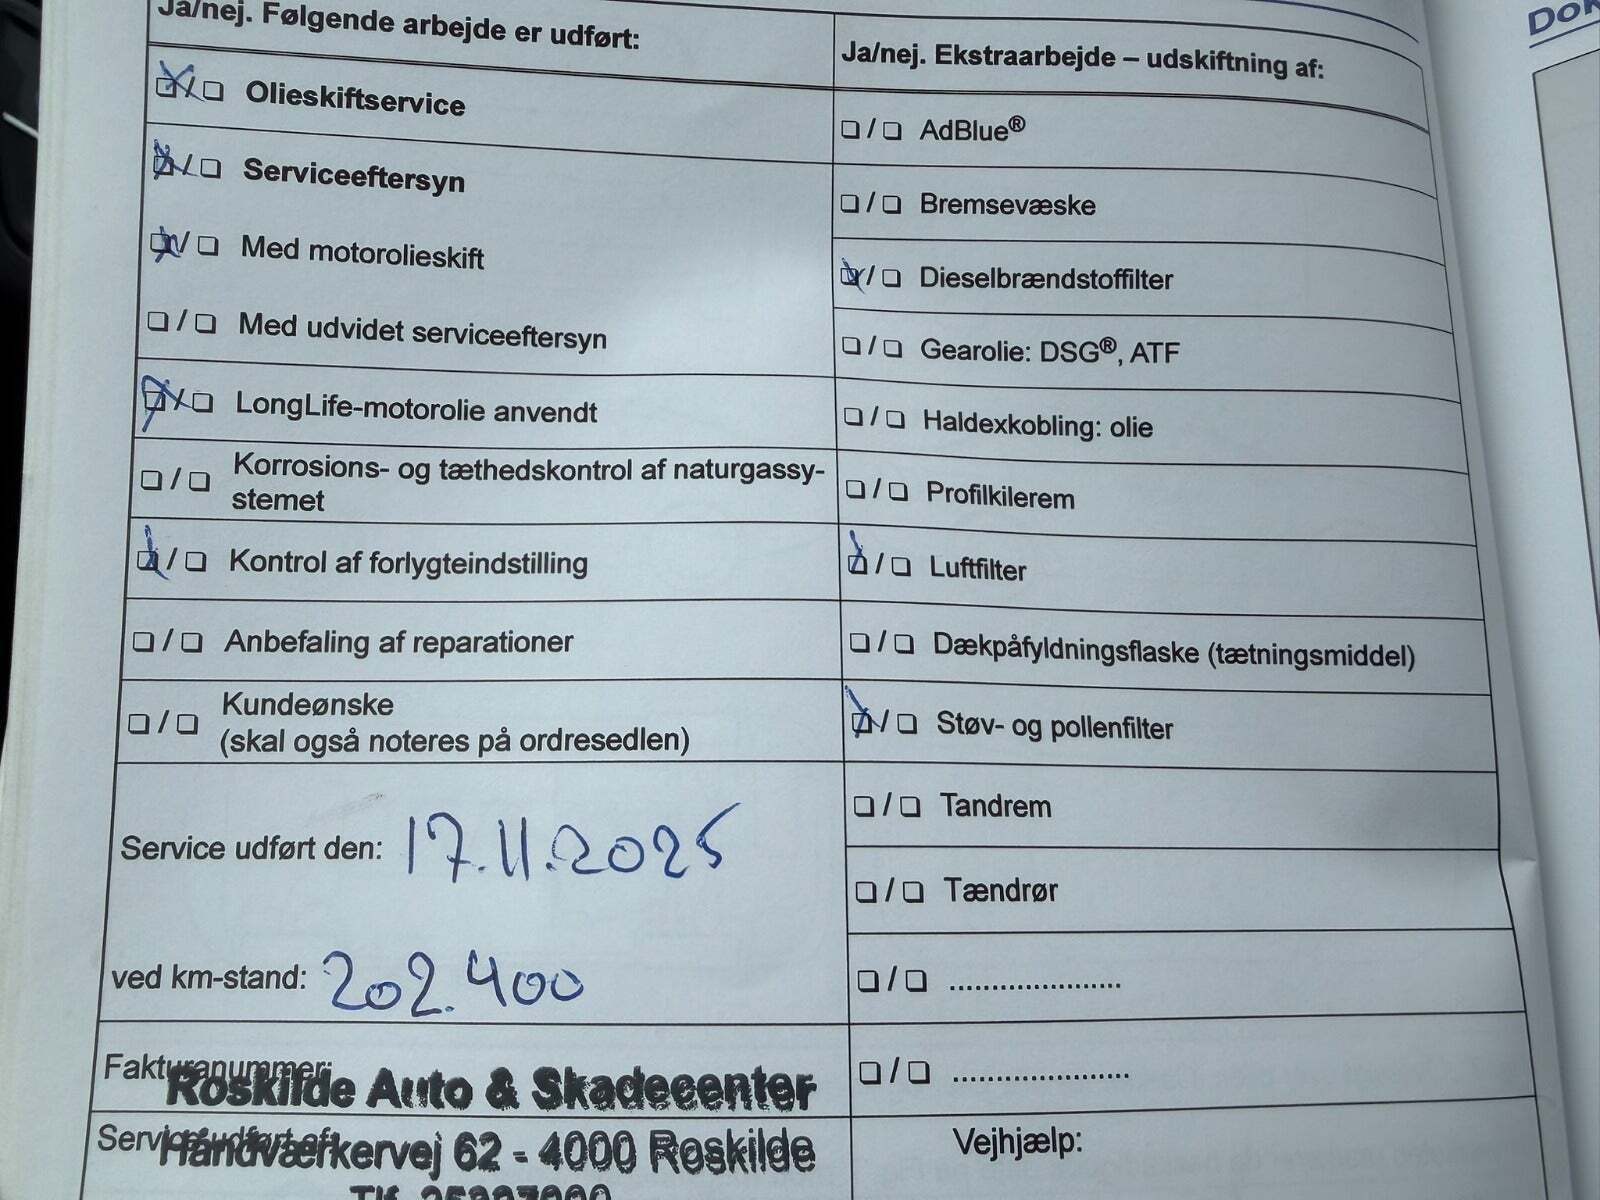 Ja/nej. Følgende arbejde er udført:
Olieskiftservice
Serviceeftersyn
Med motorolieskift
Med udvidet serviceeftersyn
LongLife-motorolie anvendt
Korrosions- og tæthedskontrol af naturgassy-
stemet
Kontrol af forlygteindstilling
Anbefaling af reparationer
Kundeønske
(skal også noteres på ordresedlen)
Service udført den: 17.11.2025
ved km-stand: 202.400
Fakturanummer:
Roskilde Auto & Skadecenter
Service udført af:
Håndværkervej 62 - 4000 Roskilde
Tlf.
Ja/nej. Ekstraarbejde – udskiftning af:
AdBlue®
Bremsevæske
Dieselbrændstoffilter
Gearolie: DSG®, ATF
Haldexkobling: olie
Profilkilerem
Luftfilter
Dækpåfyldningsflaske (tætningsmiddel)
Støv- og pollenfilter
Tandrem
Tændrør
Vejhjælp: